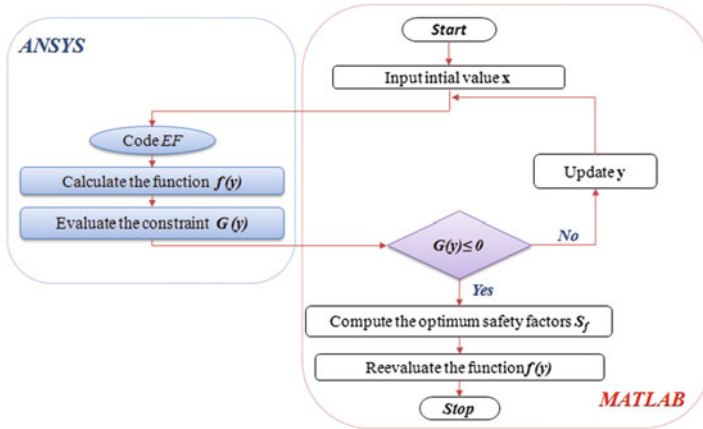 ANSYS
Start
Input intial value x
Code EF
Calculate the function f(y)
Evaluate the constraint G(y)
Update y
G(y)≤ 0
No
Yes
Compute the optimum safety factors Sf
Reevaluate the function f(y)
Stop
MATLAB